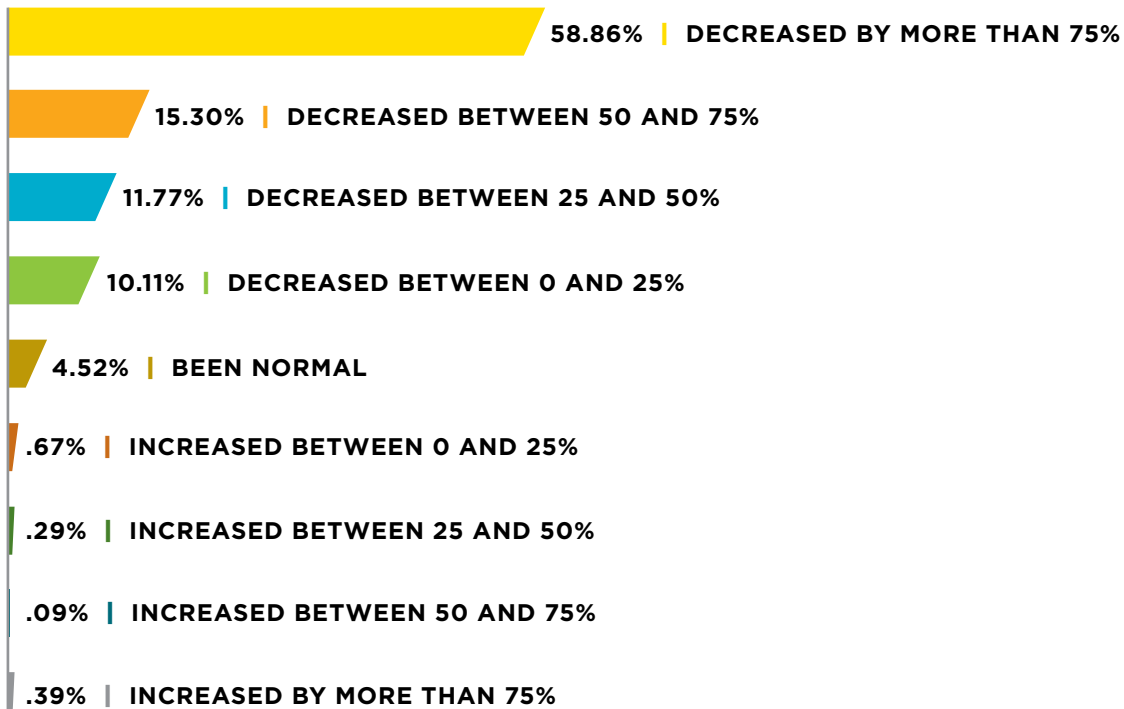 58.86% | DECREASED BY MORE THAN 75%
15.30% | DECREASED BETWEEN 50 AND 75%
11.77% | DECREASED BETWEEN 25 AND 50%
10.11% | DECREASED BETWEEN 0 AND 25%
4.52% | BEEN NORMAL
.67% | INCREASED BETWEEN 0 AND 25%
.29% | INCREASED BETWEEN 25 AND 50%
.09% | INCREASED BETWEEN 50 AND 75%
.39% | INCREASED BY MORE THAN 75%